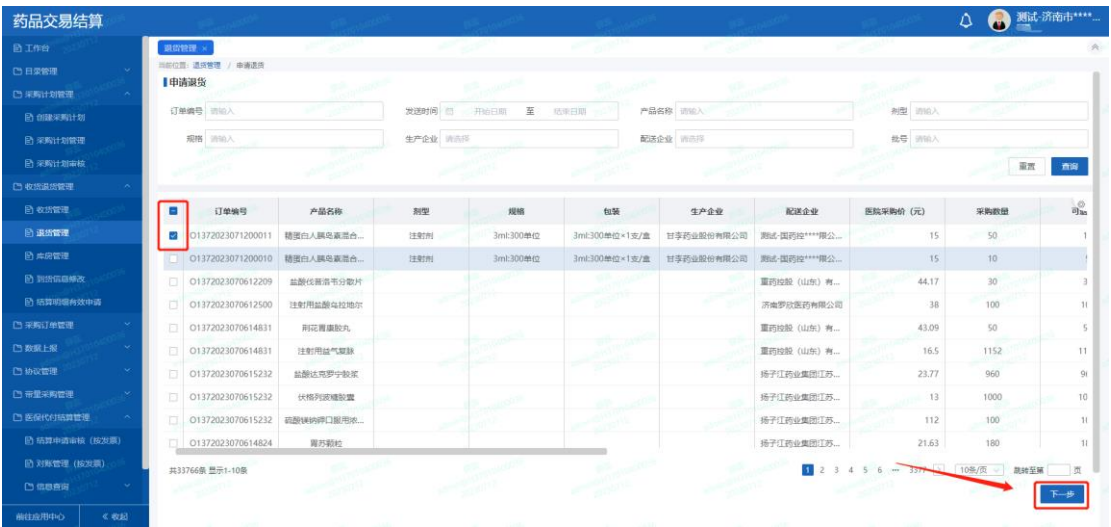 药品交易结算
测试-济南市****...
工作台
目录管理
采购计划管理
创建采购计划
采购计划管理
采购计划审核
收货退货管理
收货管理
退货管理
库房管理
到货信息修改
结算明细有效申请
采购订单管理
数据上报
协议管理
带量采购管理
医保代付结算管理
结算申请审核（按发票）
对账管理（按发票）
信息查询
前往应用中心 收起
退货管理 ×
当前位置: 退货管理 / 申请退货
申请退货
订单编号 请输入 发送时间 开始日期 至 结束日期 产品名称 请输入 剂型 请输入
规格 请输入 生产企业 请选择 配送企业 请选择 批号 请输入
重置 查询
订单编号 产品名称 剂型 规格 包装 生产企业 配送企业 医院采购价（元） 采购数量
O1372023071200011 精蛋白人胰岛素混合... 注射剂 3ml:300单位 3ml:300单位×1支/盒 甘李药业股份有限公司 测试-国药控****限公... 15 50 1
O1372023071200010 精蛋白人胰岛素混合... 注射剂 3ml:300单位 3ml:300单位×1支/盒 甘李药业股份有限公司 测试-国药控****限公... 15 10
O1372023070612209 盐酸伐昔洛韦分散片 重药控股（山东）有... 44.17 30 3
O1372023070612500 注射用盐酸乌拉地尔 济南罗欣医药有限公司 38 100
O1372023070614831 荆花胃康胶丸 重药控股（山东）有... 43.09 50 5
O1372023070614831 注射用益气复脉 重药控股（山东）有... 16.5 1152 11
O1372023070615232 盐酸达克罗宁胶浆 扬子江药业集团江苏... 23.77 960
O1372023070615232 伏格列波糖胶囊 扬子江药业集团江苏... 13 1000 10
O1372023070615232 硫酸镁钠钾口服用浓... 扬子江药业集团江苏... 112 100
O1372023070614824 胃苏颗粒 扬子江药业集团江苏... 21.63 180
共33766条 显示1-10条 1 2 3 4 5 6 ... 3377 10条/页 跳转至第 页
下一步